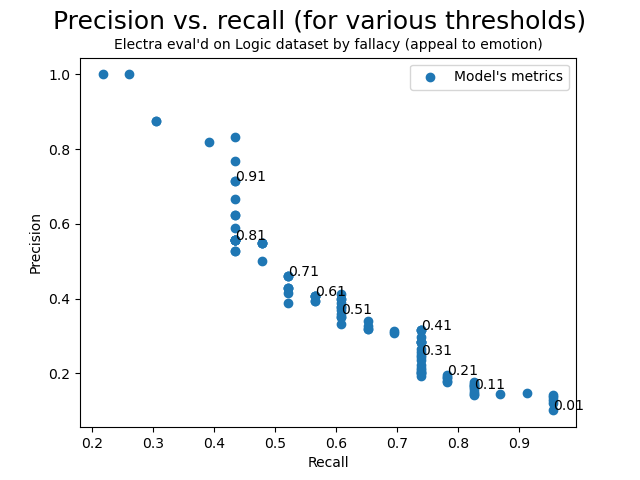 Precision vs. recall (for various thresholds)
Electra eval'd on Logic dataset by fallacy (appeal to emotion)
1.0
Model's metrics
0.8
0.91
0.6
0.81
Precision
0.71
0.61
0.4
0.51
0.41
0.31
0.2
0.21
0.11
0.01
0.2 0.3 0.4 0.5 0.6 0.7 0.8 0.9
Recall